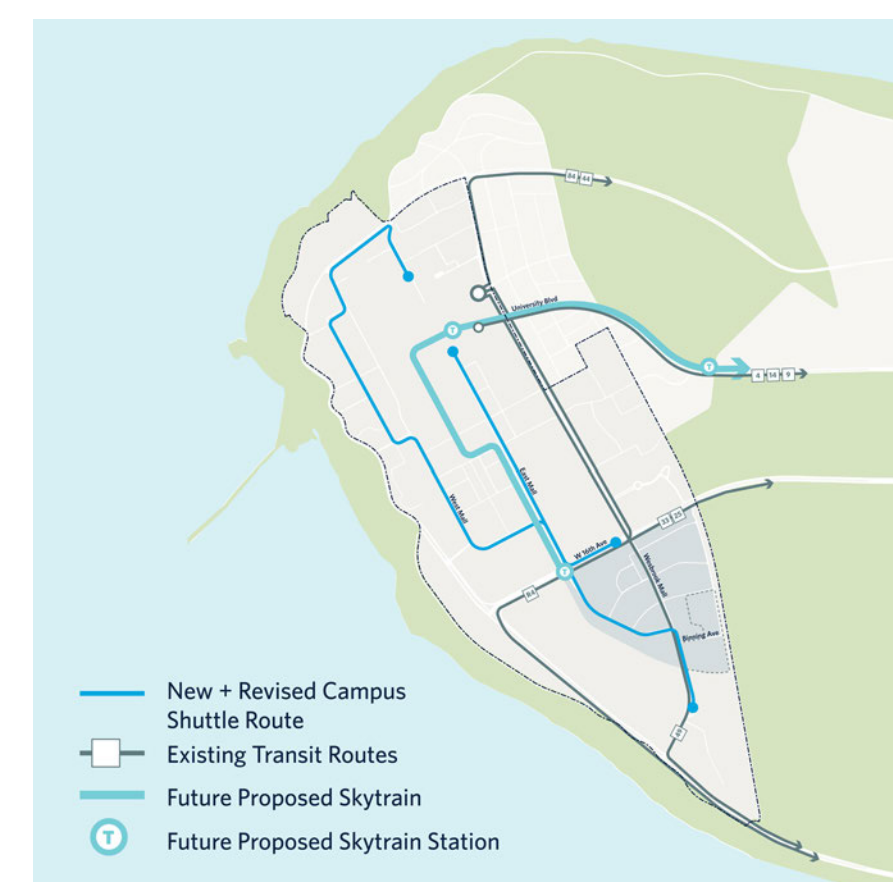 84 44
University Blvd
T
T
4 14 9
East Mall
West Mall
33 25
W 16th Ave
T
R4
Wesbrook Mall
Binning Ave
49
New + Revised Campus
Shuttle Route
Existing Transit Routes
Future Proposed Skytrain
T
Future Proposed Skytrain Station